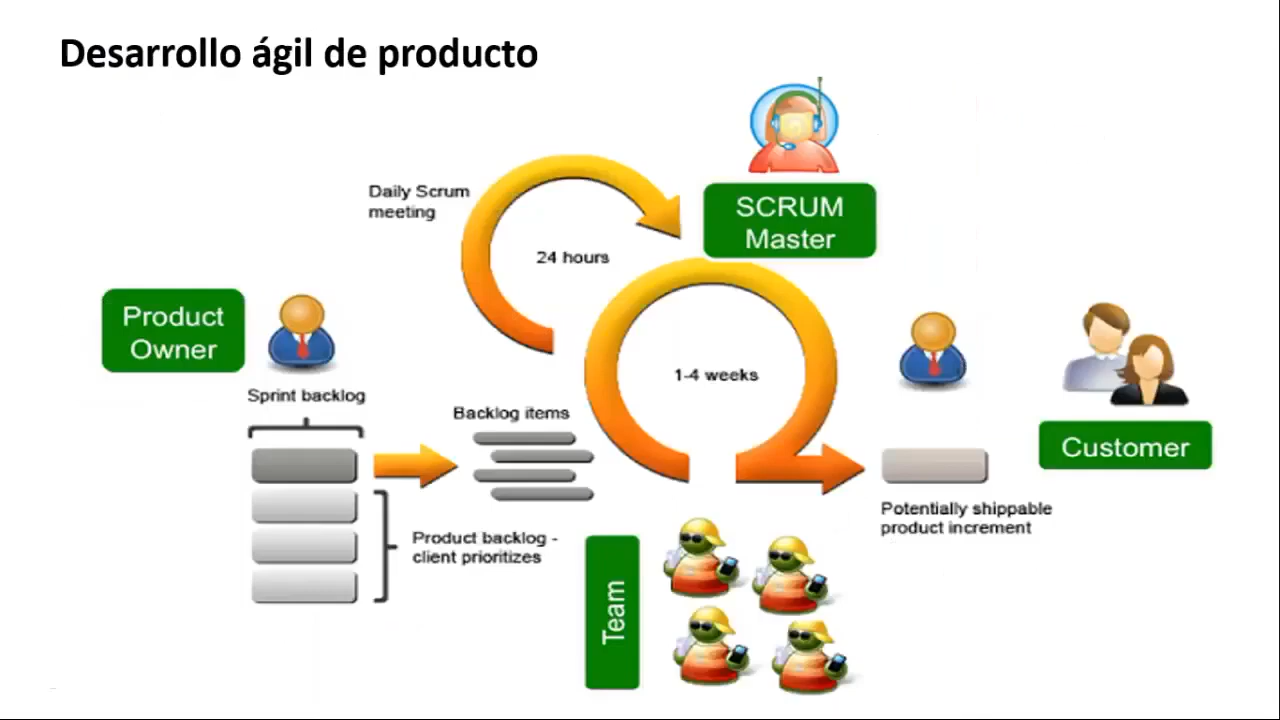 Desarrollo ágil de producto
Daily Scrum
meeting
24 hours
SCRUM
Master
Product
Owner
1-4 weeks
Sprint backlog
Backlog items
Customer
Product backlog -
client prioritizes
Potentially shippable
product increment
Team